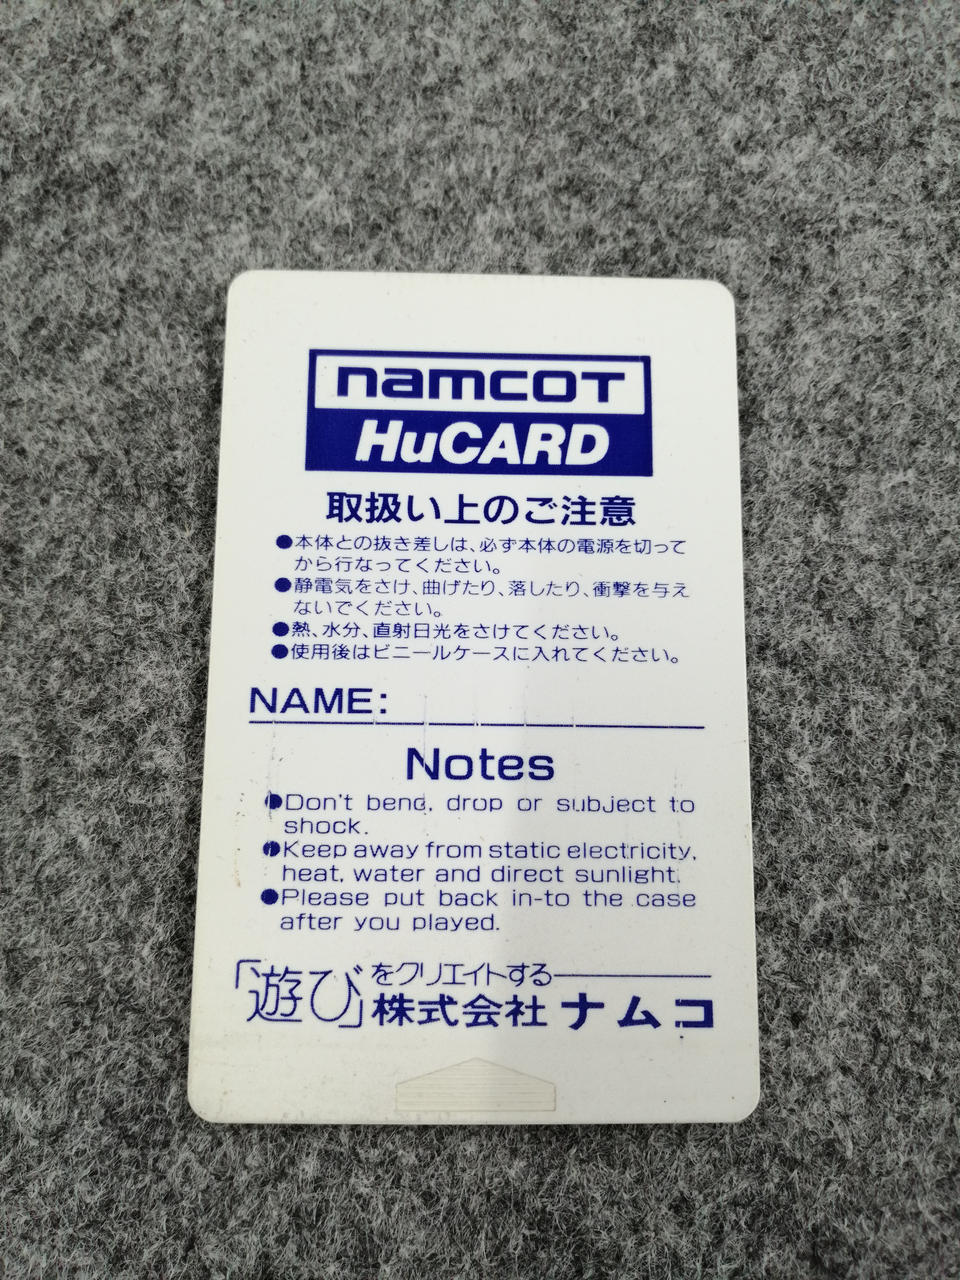 namcot
HuCARD
取扱い上のご注意
●本体との抜き差しは、必ず本体の電源を切って
から行なってください。
●静電気をさけ、曲げたり、落したり、衝撃を与え
ないでください。
●熱、水分、直射日光をさけてください。
●使用後はビニールケースに入れてください。
NAME:
Notes
●Don't bend, drop or subject to
shock.
●Keep away from static electricity,
heat, water and direct sunlight.
●Please put back in-to the case
after you played.
「遊び」をクリエイトする
株式会社ナムコ